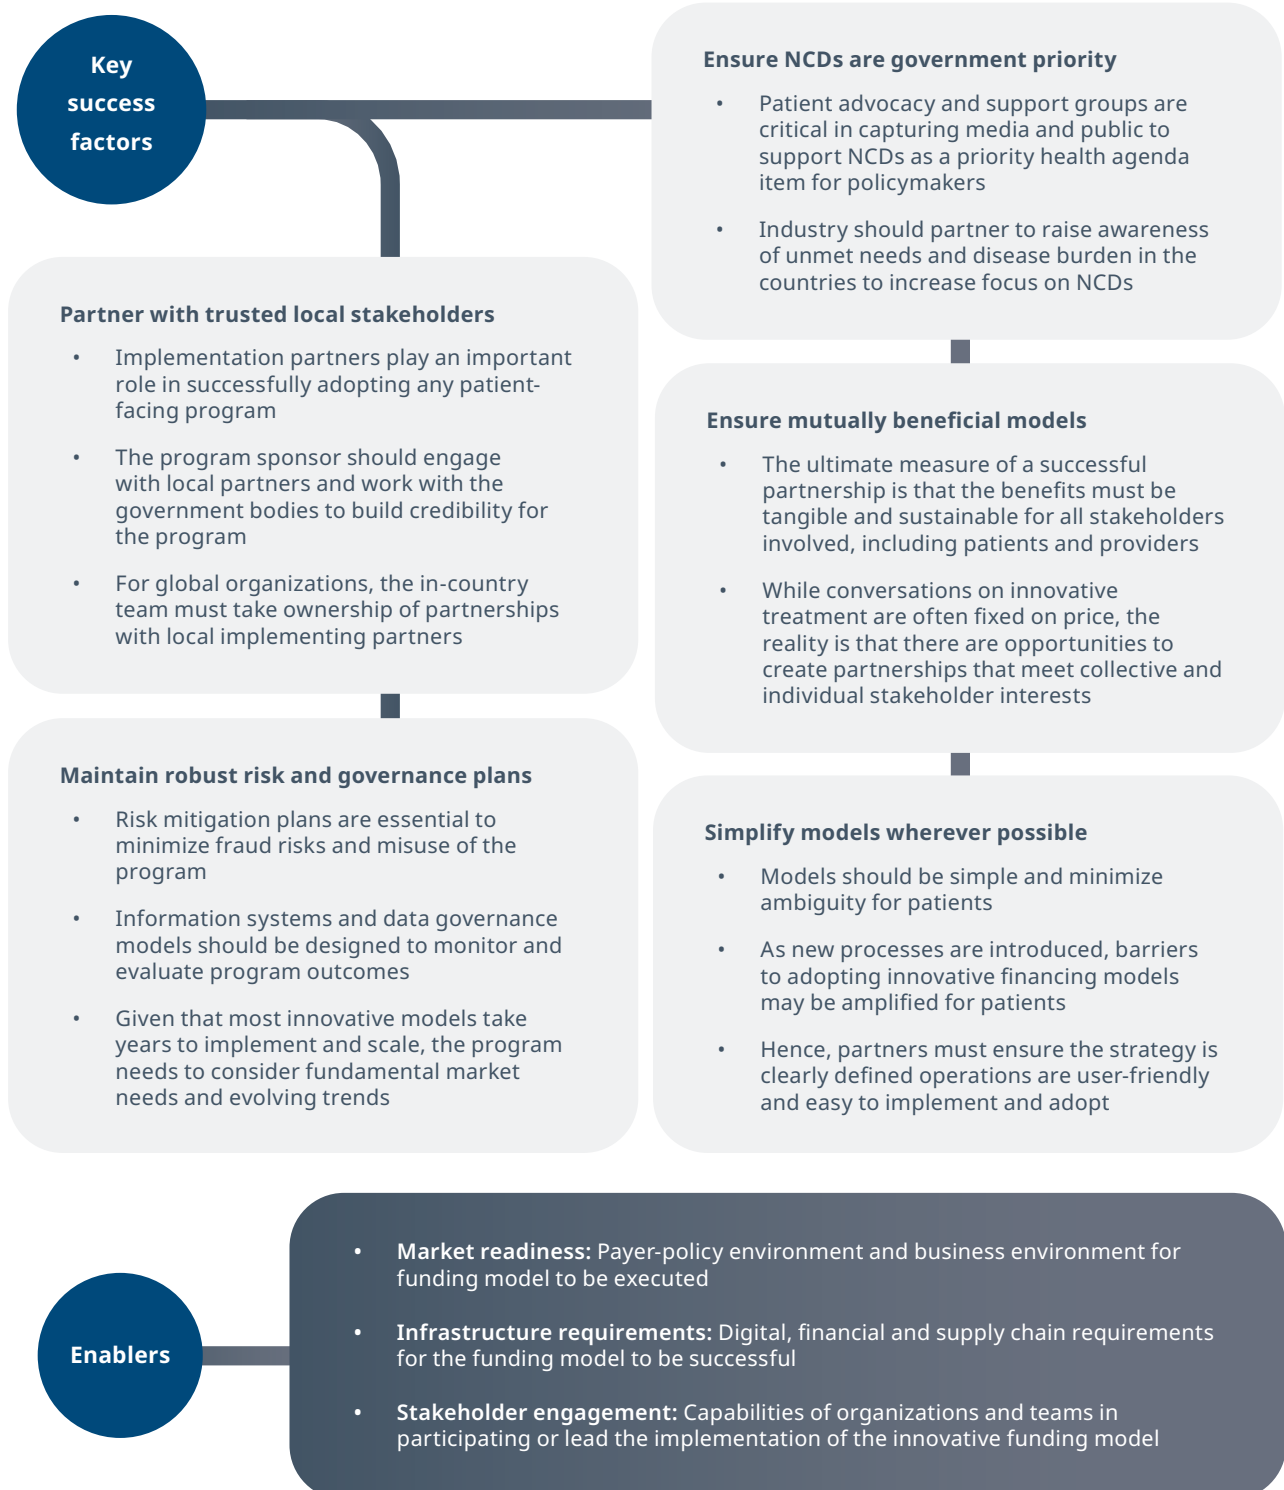 Key
success
factors
Ensure NCDs are government priority
• Patient advocacy and support groups are
critical in capturing media and public to
support NCDs as a priority health agenda
item for policymakers
• Industry should partner to raise awareness
of unmet needs and disease burden in the
countries to increase focus on NCDs
Partner with trusted local stakeholders
• Implementation partners play an important
role in successfully adopting any patient-
facing program
• The program sponsor should engage
with local partners and work with the
government bodies to build credibility for
the program
• For global organizations, the in-country
team must take ownership of partnerships
with local implementing partners
Ensure mutually beneficial models
• The ultimate measure of a successful
partnership is that the benefits must be
tangible and sustainable for all stakeholders
involved, including patients and providers
• While conversations on innovative
treatment are often fixed on price, the
reality is that there are opportunities to
create partnerships that meet collective and
individual stakeholder interests
Maintain robust risk and governance plans
• Risk mitigation plans are essential to
minimize fraud risks and misuse of the
program
• Information systems and data governance
models should be designed to monitor and
evaluate program outcomes
• Given that most innovative models take
years to implement and scale, the program
needs to consider fundamental market
needs and evolving trends
Simplify models wherever possible
• Models should be simple and minimize
ambiguity for patients
• As new processes are introduced, barriers
to adopting innovative financing models
may be amplified for patients
• Hence, partners must ensure the strategy is
clearly defined operations are user-friendly
and easy to implement and adopt
Enablers
• Market readiness: Payer-policy environment and business environment for
funding model to be executed
• Infrastructure requirements: Digital, financial and supply chain requirements
for the funding model to be successful
• Stakeholder engagement: Capabilities of organizations and teams in
participating or lead the implementation of the innovative funding model